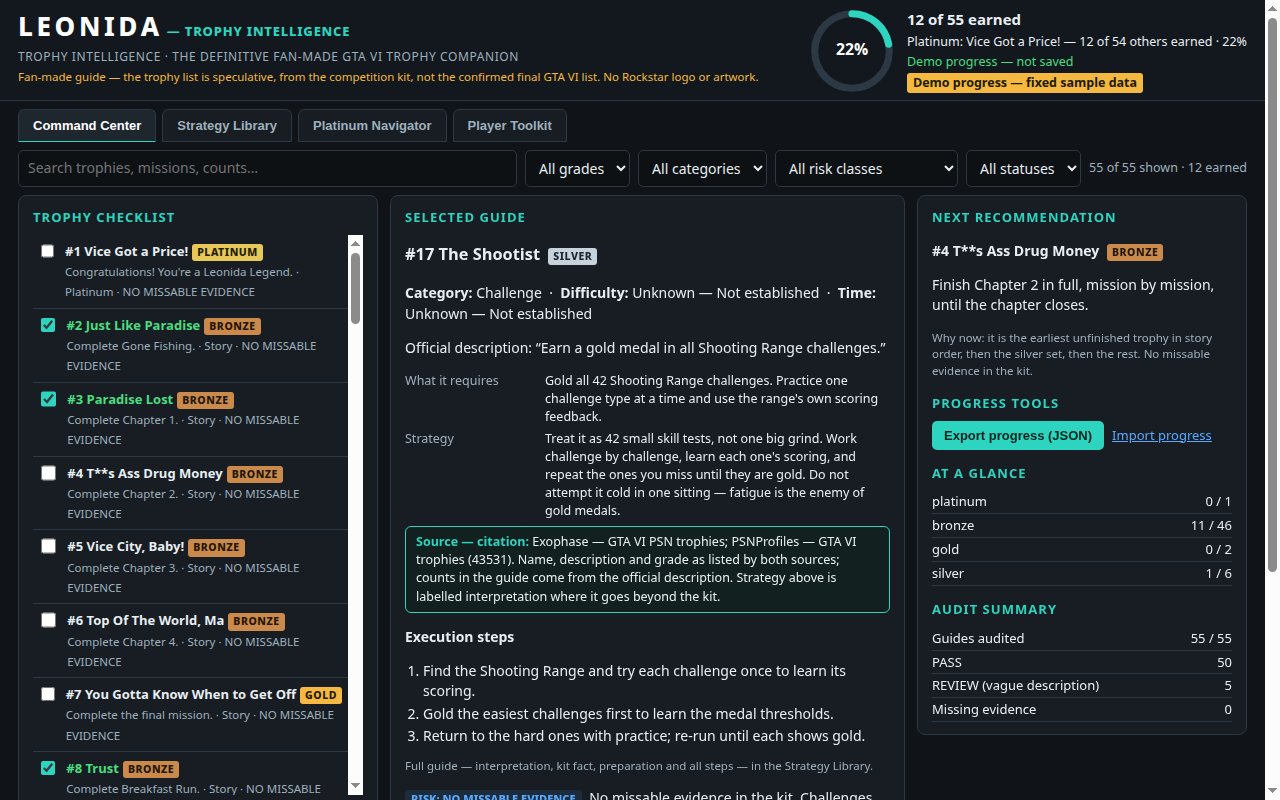 LEONIDA — TROPHY INTELLIGENCE
TROPHY INTELLIGENCE · THE DEFINITIVE FAN-MADE GTA VI TROPHY COMPANION
Fan-made guide — the trophy list is speculative, from the competition kit, not the confirmed final GTA VI list. No Rockstar logo or artwork.
22%
12 of 55 earned
Platinum: Vice Got a Price! — 12 of 54 others earned · 22%
Demo progress — not saved
Demo progress — fixed sample data
Command Center
Strategy Library
Platinum Navigator
Player Toolkit
Search trophies, missions, counts...
All grades
All categories
All risk classes
All statuses
55 of 55 shown · 12 earned
TROPHY CHECKLIST
#1 Vice Got a Price! PLATINUM
Congratulations! You're a Leonida Legend. ·
Platinum · NO MISSABLE EVIDENCE
#2 Just Like Paradise BRONZE
Complete Gone Fishing. · Story · NO MISSABLE
EVIDENCE
#3 Paradise Lost BRONZE
Complete Chapter 1. · Story · NO MISSABLE
EVIDENCE
#4 T**s Ass Drug Money BRONZE
Complete Chapter 2. · Story · NO MISSABLE
EVIDENCE
#5 Vice City, Baby! BRONZE
Complete Chapter 3. · Story · NO MISSABLE
EVIDENCE
#6 Top Of The World, Ma BRONZE
Complete Chapter 4. · Story · NO MISSABLE
EVIDENCE
#7 You Gotta Know When to Get Off GOLD
Complete the final mission. · Story · NO MISSABLE
EVIDENCE
#8 Trust BRONZE
Complete Breakfast Run. · Story · NO MISSABLE
SELECTED GUIDE
#17 The Shootist SILVER
Category: Challenge · Difficulty: Unknown — Not established · Time:
Unknown — Not established
Official description: “Earn a gold medal in all Shooting Range challenges.”
What it requires
Gold all 42 Shooting Range challenges. Practice one
challenge type at a time and use the range's own scoring
feedback.
Strategy
Treat it as 42 small skill tests, not one big grind. Work
challenge by challenge, learn each one's scoring, and
repeat the ones you miss until they are gold. Do not
attempt it cold in one sitting — fatigue is the enemy of
gold medals.
Source — citation: Exophase — GTA VI PSN trophies; PSNProfiles — GTA VI
trophies (43531). Name, description and grade as listed by both sources;
counts in the guide come from the official description. Strategy above is
labelled interpretation where it goes beyond the kit.
Execution steps
1. Find the Shooting Range and try each challenge once to learn its
scoring.
2. Gold the easiest challenges first to learn the medal thresholds.
3. Return to the hard ones with practice; re-run until each shows gold.
Full guide — interpretation, kit fact, preparation and all steps — in the Strategy Library.
RISK: NO MISSABLE EVIDENCE No missable evidence in the kit. Challenges
NEXT RECOMMENDATION
#4 T**s Ass Drug Money BRONZE
Finish Chapter 2 in full, mission by mission,
until the chapter closes.
Why now: it is the earliest unfinished trophy in story
order, then the silver set, then the rest. No missable
evidence in the kit.
PROGRESS TOOLS
Export progress (JSON) Import progress
AT A GLANCE
platinum 0 / 1
bronze 11 / 46
gold 0 / 2
silver 1 / 6
AUDIT SUMMARY
Guides audited 55 / 55
PASS 50
REVIEW (vague description) 5
Missing evidence 0